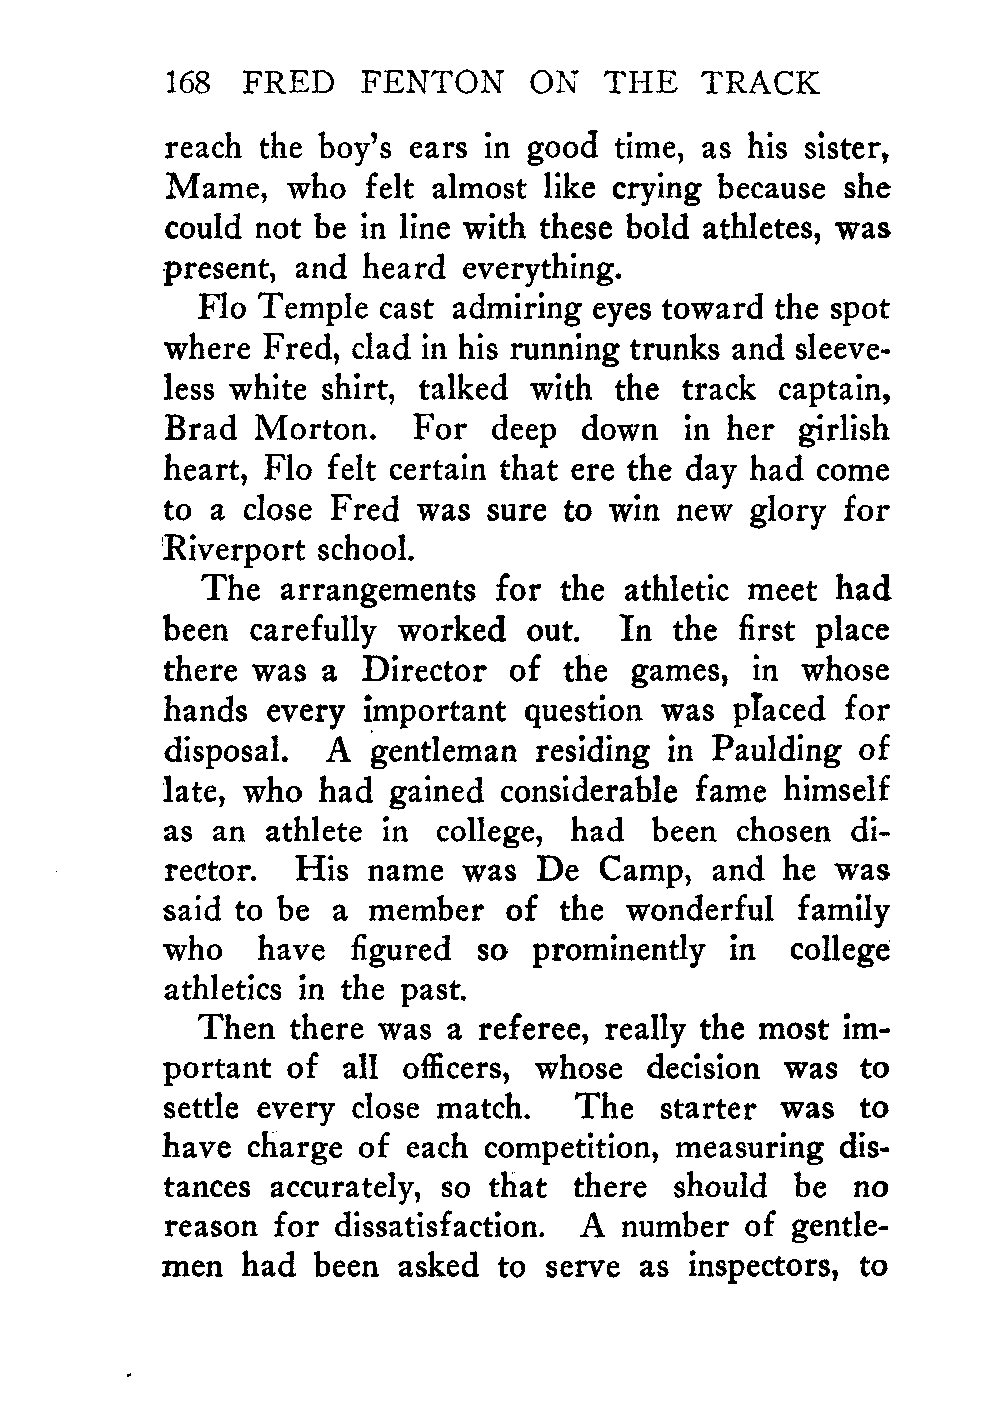 168 FRED FENTON ON THE TRACK
reach the boy's ears in good time, as his sister,
Mame, who felt almost like crying because she
could not be in line with these bold athletes, was
present, and heard everything.
Flo Temple cast admiring eyes toward the spot
where Fred, clad in his running trunks and sleeve-
less white shirt, talked with the track captain,
Brad Morton. For deep down in her girlish
heart, Flo felt certain that ere the day had come
to a close Fred was sure to win new glory for
Riverport school.
The arrangements for the athletic meet had
been carefully worked out. In the first place
there was a Director of the games, in whose
hands every important question was placed for
disposal. A gentleman residing in Paulding of
late, who had gained considerable fame himself
as an athlete in college, had been chosen di-
rector. His name was De Camp, and he was
said to be a member of the wonderful family
who have figured so prominently in college
athletics in the past.
Then there was a referee, really the most im-
portant of all officers, whose decision was to
settle every close match. The starter was to
have charge of each competition, measuring dis-
tances accurately, so that there should be no
reason for dissatisfaction. A number of gentle-
men had been asked to serve as inspectors, to